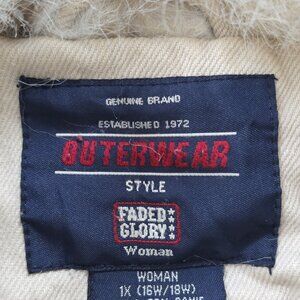 GENUINE BRAND
ESTABLISHED 1972
OUTERWEAR
STYLE
FADED
GLORY
Woman
WOMAN
1X (16W/18W)